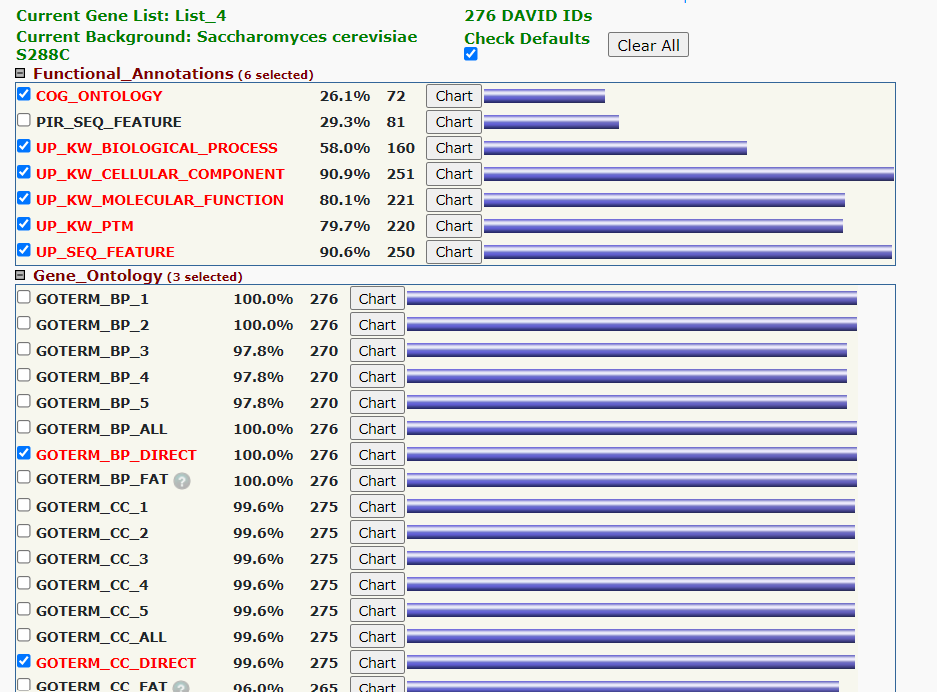 Current Gene List: List_4
276 DAVID IDs
Current Background: Saccharomyces cerevisiae
S288C
Check Defaults
Clear All
Functional_Annotations (6 selected)
COG_ONTOLOGY 26.1% 72 Chart
PIR_SEQ_FEATURE 29.3% 81 Chart
UP_KW_BIOLOGICAL_PROCESS 58.0% 160 Chart
UP_KW_CELLULAR_COMPONENT 90.9% 251 Chart
UP_KW_MOLECULAR_FUNCTION 80.1% 221 Chart
UP_KW_PTM 79.7% 220 Chart
UP_SEQ_FEATURE 90.6% 250 Chart
Gene_Ontology (3 selected)
GOTERM_BP_1 100.0% 276 Chart
GOTERM_BP_2 100.0% 276 Chart
GOTERM_BP_3 97.8% 270 Chart
GOTERM_BP_4 97.8% 270 Chart
GOTERM_BP_5 97.8% 270 Chart
GOTERM_BP_ALL 100.0% 276 Chart
GOTERM_BP_DIRECT 100.0% 276 Chart
GOTERM_BP_FAT ? 100.0% 276 Chart
GOTERM_CC_1 99.6% 275 Chart
GOTERM_CC_2 99.6% 275 Chart
GOTERM_CC_3 99.6% 275 Chart
GOTERM_CC_4 99.6% 275 Chart
GOTERM_CC_5 99.6% 275 Chart
GOTERM_CC_ALL 99.6% 275 Chart
GOTERM_CC_DIRECT 99.6% 275 Chart
GOTERM_CC_FAT ? 96.0% 265 Chart